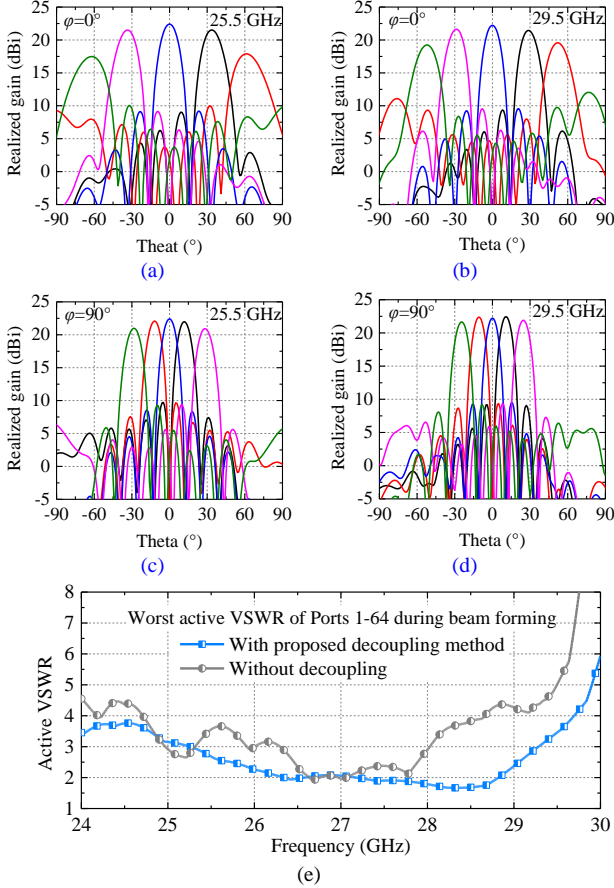 φ=0°
25.5 GHz
Realized gain (dBi)
25
20
15
10
5
0
-5
-90 -60 -30 0 30 60 90
Theat (°)
(a)
φ=0°
29.5 GHz
Realized gain (dBi)
25
20
15
10
5
0
-5
-90 -60 -30 0 30 60 90
Theta (°)
(b)
φ=90°
25.5 GHz
Realized gain (dBi)
25
20
15
10
5
0
-5
-90 -60 -30 0 30 60 90
Theta (°)
(c)
φ=90°
29.5 GHz
Realized gain (dBi)
25
20
15
10
5
0
-5
-90 -60 -30 0 30 60 90
Theta (°)
(d)
Active VSWR
8
7
6
5
4
3
2
1
Worst active VSWR of Ports 1-64 during beam forming
With proposed decoupling method
Without decoupling
24 25 26 27 28 29 30
Frequency (GHz)
(e)